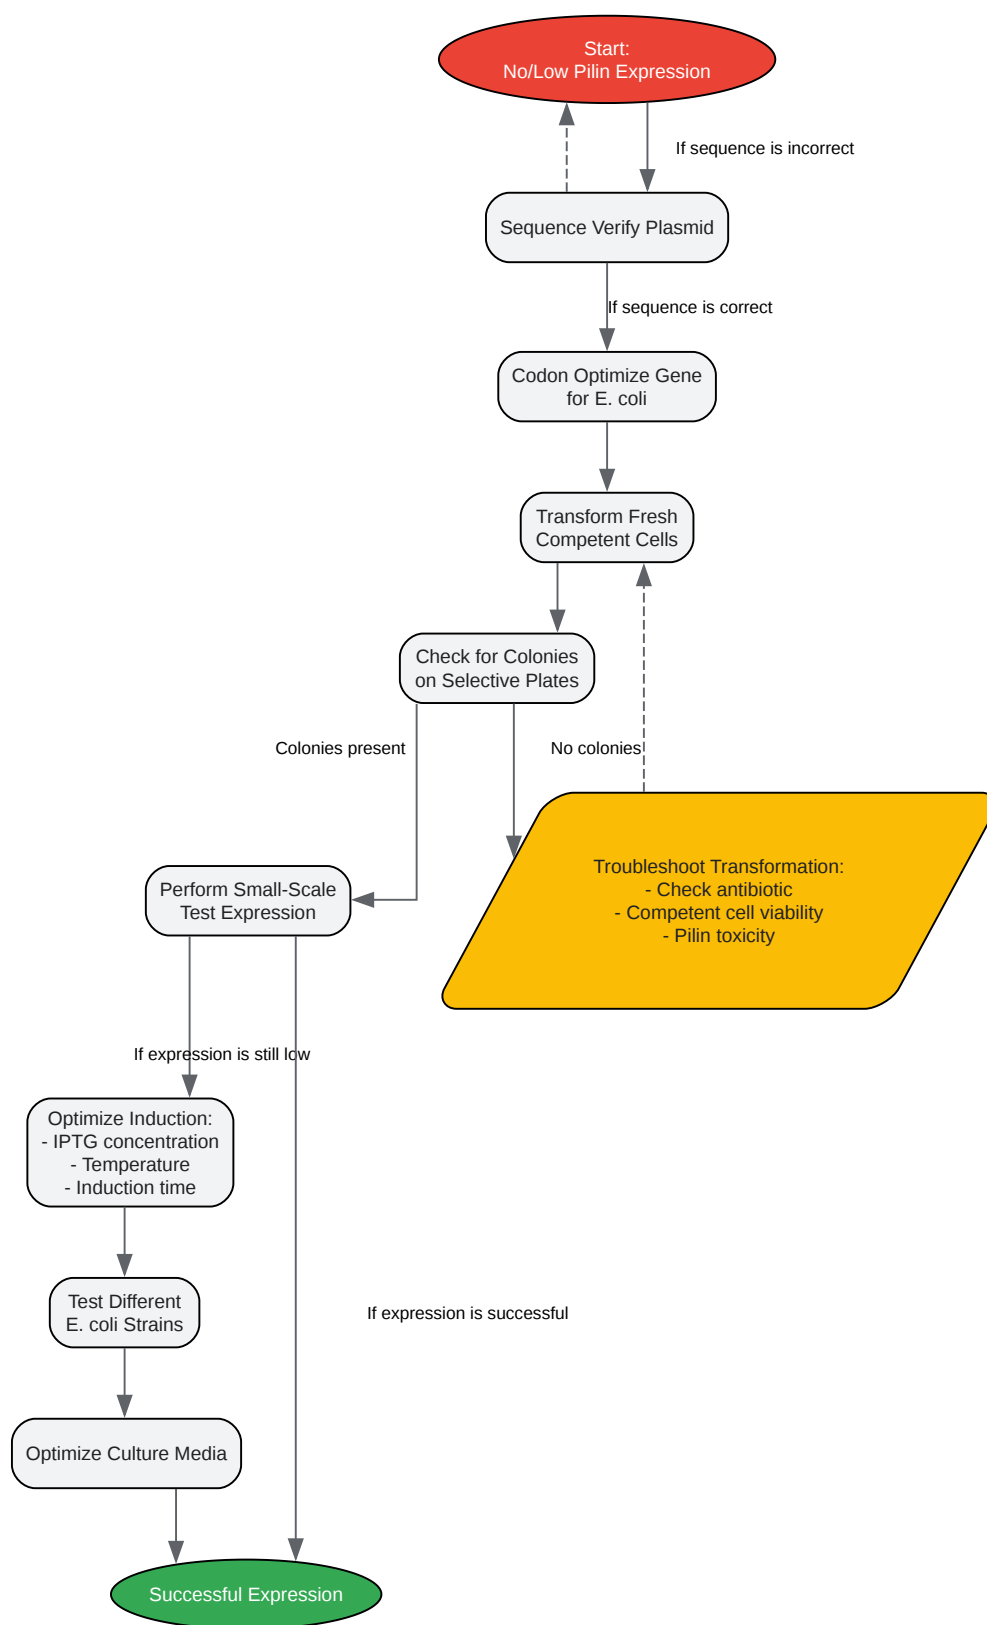 Start:
No/Low Pilin Expression
If sequence is incorrect
Sequence Verify Plasmid
If sequence is correct
Codon Optimize Gene
for E. coli
Transform Fresh
Competent Cells
Check for Colonies
on Selective Plates
Colonies present
No colonies
Troubleshoot Transformation:
- Check antibiotic
- Competent cell viability
- Pilin toxicity
Perform Small-Scale
Test Expression
If expression is still low
Optimize Induction:
- IPTG concentration
- Temperature
- Induction time
Test Different
E. coli Strains
If expression is successful
Optimize Culture Media
Successful Expression